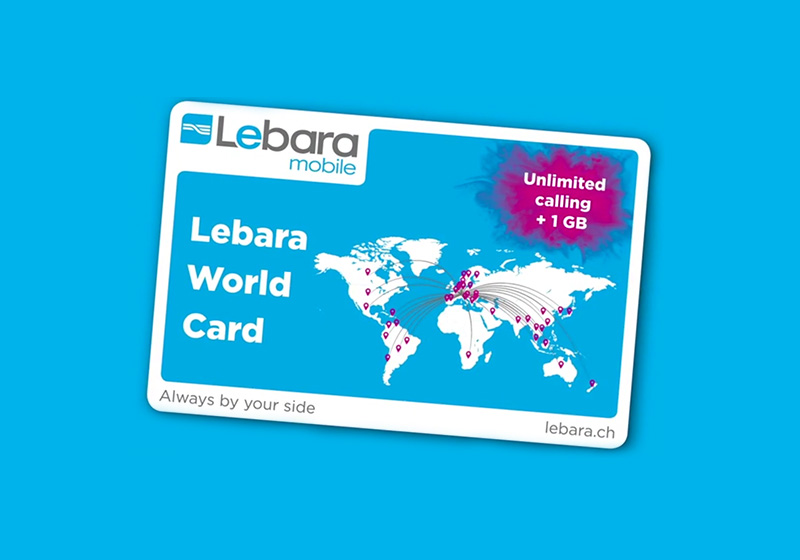 Lebara
mobile
Unlimited
calling
+ 1 GB
Lebara
World
Card
Always by your side
lebara.ch